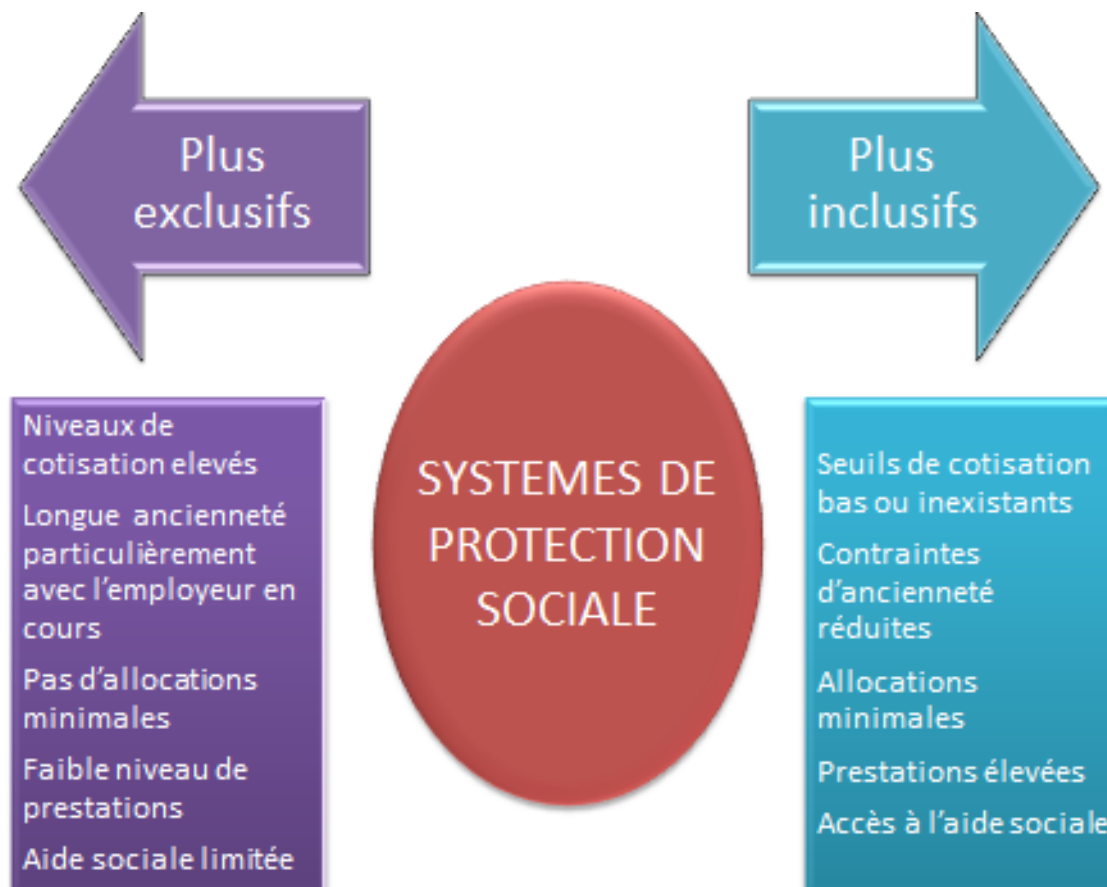 Plus
exclusifs
Plus
inclusifs
SYSTEMES DE
PROTECTION
SOCIALE
Niveaux de
cotisation elevés
Longue ancienneté
particulièrement
avec l'employeur en
cours
Pas d'allocations
minimales
Faible niveau de
prestations
Aide sociale limitée
Seuils de cotisation
bas ou inexistants
Contraintes
d'ancienneté
réduites
Allocations
minimales
Prestations élevées
Accès à l'aide sociale